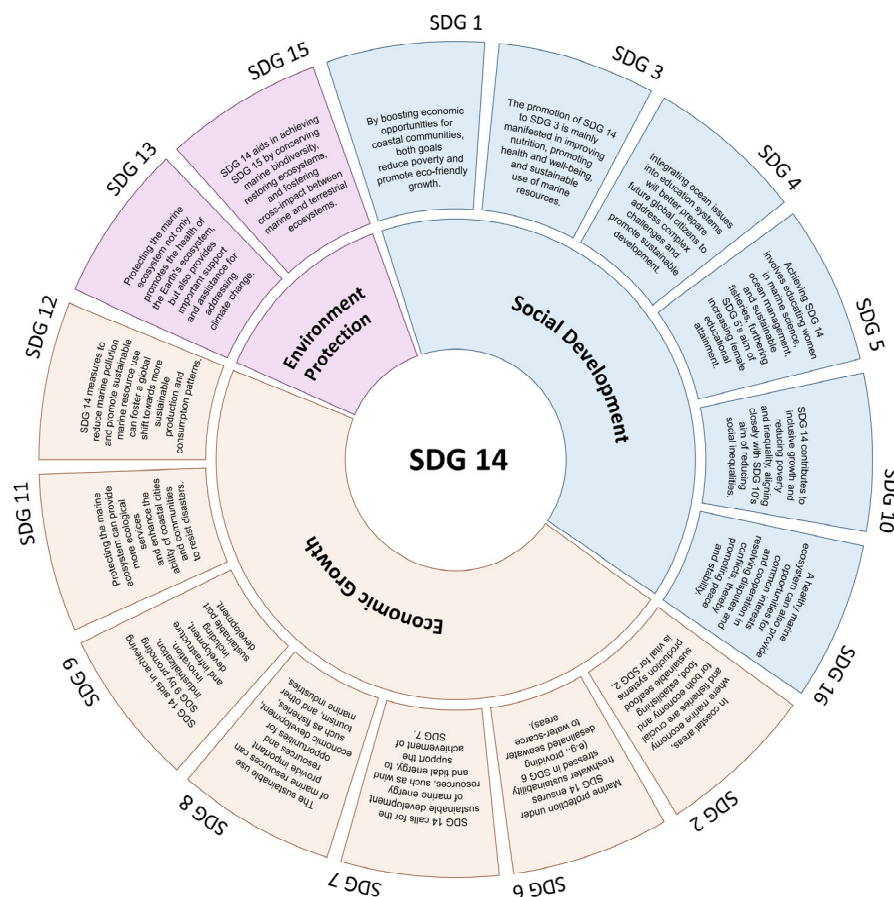 SDG 14
Social Development
Economic Growth
Environment
Protection
SDG 1
By boosting economic
opportunities for
coastal communities,
both goals
reduce poverty and
promote eco-friendly
growth.
SDG 3
The promotion of SDG 14
to SDG 3 is mainly
manifested in improving
nutrition, promoting
health and well-being,
and sustainable
use of marine
resources.
SDG 4
Integrating ocean issues
into education systems
will better prepare
future global citizens to
address complex
challenges and
promote sustainable
development.
SDG 5
Achieving SDG 14
involves educating women
in marine science,
ocean management,
and sustainable
fisheries, furthering
SDG 5's aim of
increasing female
educational
attainment.
SDG 10
SDG 14 contributes to
inclusive growth and
reducing poverty
and inequality, aligning
closely with SDG 10's
aim of reducing
social inequalities.
SDG 16
A healthy marine
ecosystem can also provide
opportunities for
common interests
and cooperation in
resolving disputes and
conflicts, thereby
promoting peace
and stability.
SDG 2
In coastal areas,
where marine economy
and fisheries are crucial
for both economy and
food, establishing
sustainable seafood
production systems
is vital for SDG 2.
SDG 6
Marine protection under
SDG 14 ensures
freshwater sustainability
stressed in SDG 6
(e.g., providing
desalinated seawater
to water-scarce
areas).
SDG 7
SDG 14 calls for the
sustainable development
of marine energy
resources, such as wind
and tidal energy, to
support the
achievement of
SDG 7.
SDG 8
The sustainable use
of marine resources can
provide important
resources and
opportunities for
economic development,
such as fisheries,
tourism, and other
marine industries.
SDG 9
SDG 14 aids in achieving
SDG 9 by promoting
industrialization,
innovation,
and infrastructure
development,
including
sustainable port
development.
SDG 11
Protecting the marine
ecosystem can provide
more ecological
services
and enhance the
ability of coastal cities
and communities
to resist disasters.
SDG 12
SDG 14 measures to
reduce marine pollution
and promote sustainable
marine resource use
can foster a global
shift towards more
sustainable
production and
consumption patterns.
SDG 13
Protecting the marine
ecosystem not only
promotes the health of
the Earth's ecosystem,
but also provides
important support
and assistance for
addressing
climate change.
SDG 15
SDG 14 aids in achieving
SDG 15 by conserving
marine biodiversity,
restoring ecosystems,
and fostering
cross-impact between
marine and terrestrial
ecosystems.